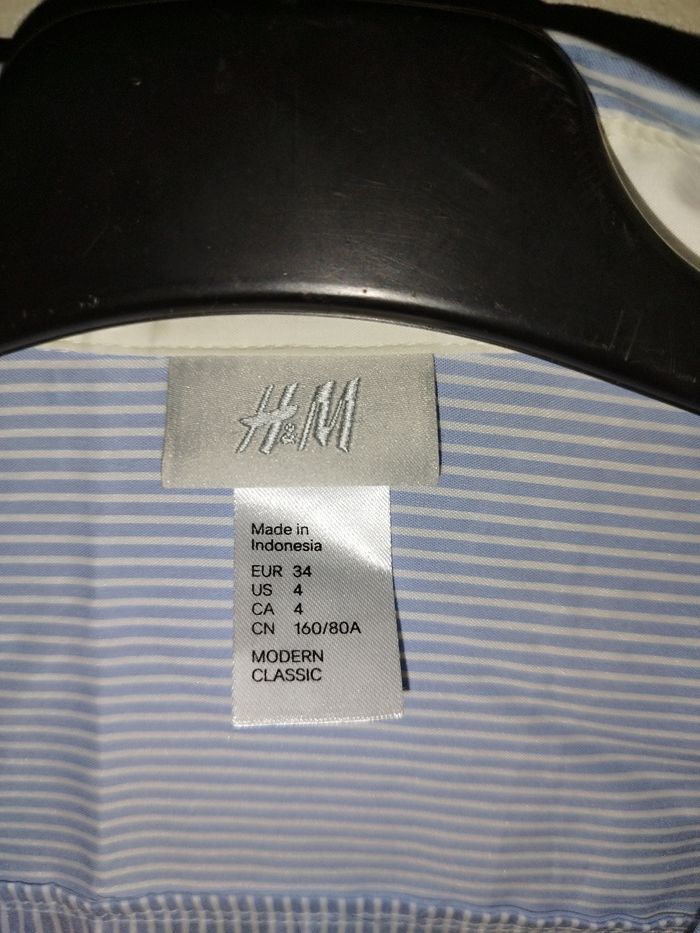 H&M
Made in
Indonesia
EUR 34
US 4
CA 4
CN 160/80A
MODERN
CLASSIC